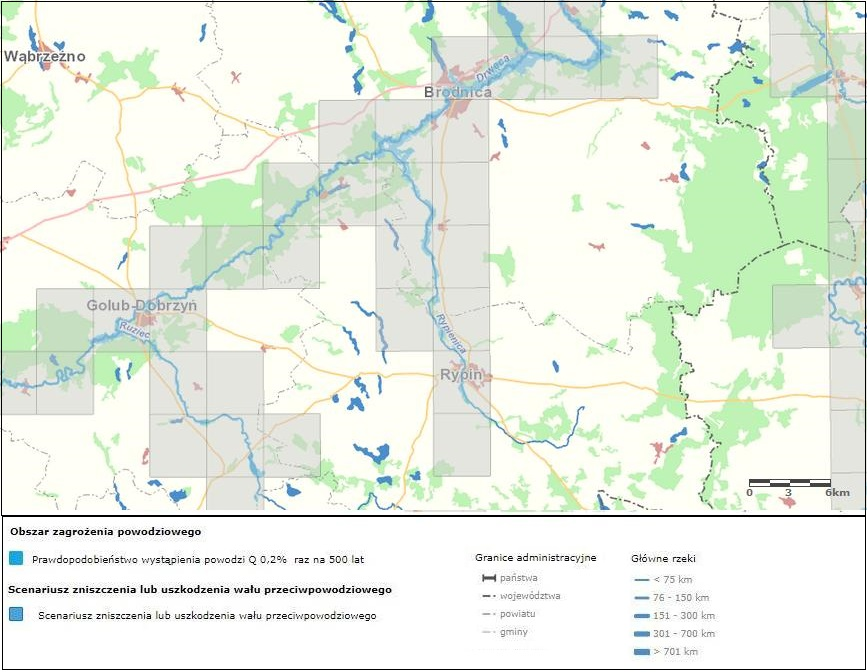 Wąbrzeźno
Drwęca
Brodnica
Golub-Dobrzyń
Ruziec
Rypienica
Rypin
0 3 6km
Obszar zagrożenia powodziowego
Prawdopodobieństwo wystąpienia powodzi Q 0,2% raz na 500 lat
Scenariusz zniszczenia lub uszkodzenia wału przeciwpowodziowego
Scenariusz zniszczenia lub uszkodzenia wału przeciwpowodziowego
Granice administracyjne
państwa
województwa
powiatu
gminy
Główne rzeki
< 75 km
76 - 150 km
151 - 300 km
301 - 700 km
> 701 km